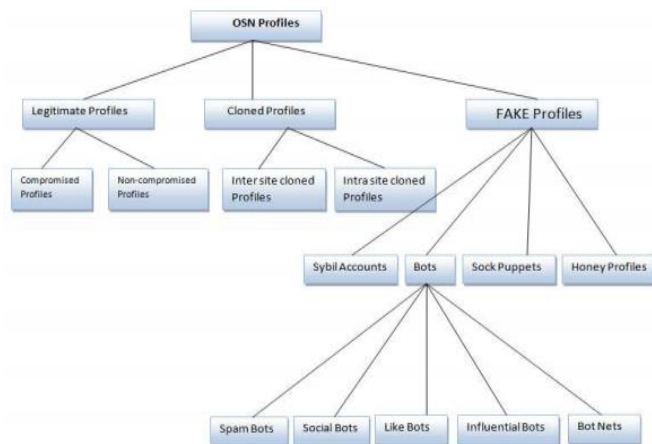 OSN Profiles
Legitimate Profiles
Cloned Profiles
FAKE Profiles
Compromised
Profiles
Non-compromised
Profiles
Inter site cloned
Profiles
Intra site cloned
Profiles
Sybil Accounts
Bots
Sock Puppets
Honey Profiles
Spam Bots
Social Bots
Like Bots
Influential Bots
Bot Nets